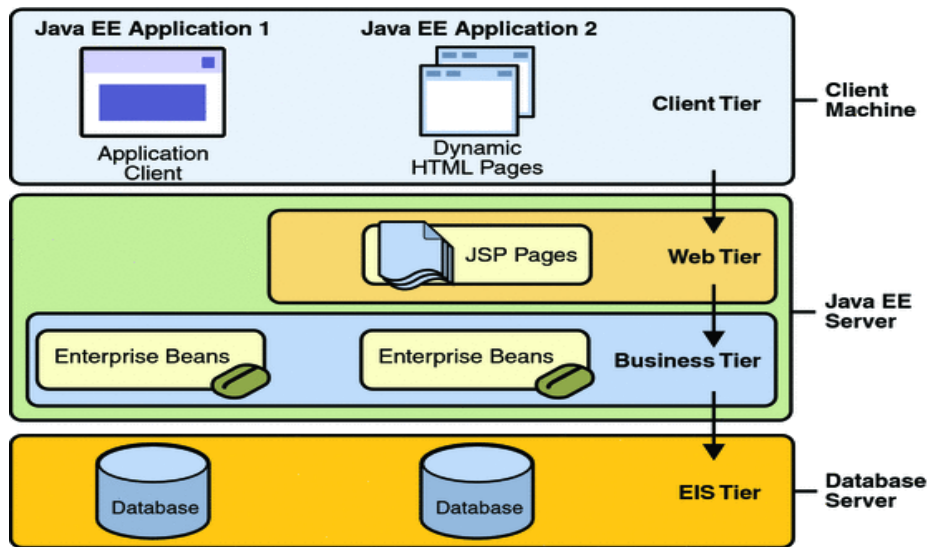 Java EE Application 1
Java EE Application 2
Application
Client
Dynamic
HTML Pages
Client Tier
Client
Machine
JSP Pages
Web Tier
Java EE
Server
Enterprise Beans
Enterprise Beans
Business Tier
Database
Database
EIS Tier
Database
Server